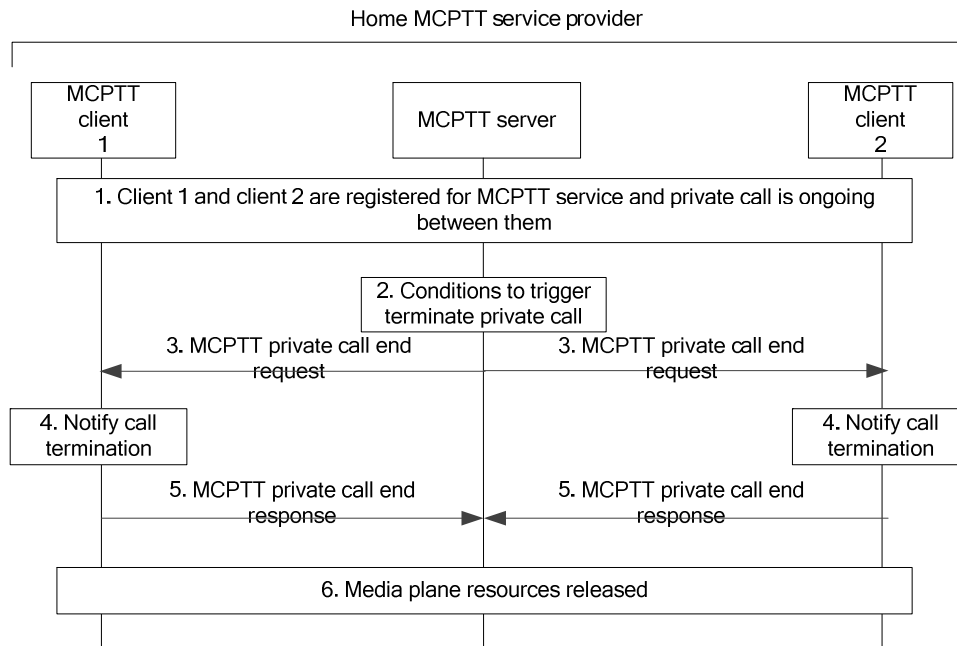 Home MCPTT service provider
MCPTT
client
1
MCPTT server
MCPTT
client
2
1. Client 1 and client 2 are registered for MCPTT service and private call is ongoing
between them
2. Conditions to trigger
terminate private call
3. MCPTT private call end
request
3. MCPTT private call end
request
4. Notify call
termination
4. Notify call
termination
5. MCPTT private call end
response
5. MCPTT private call end
response
6. Media plane resources released